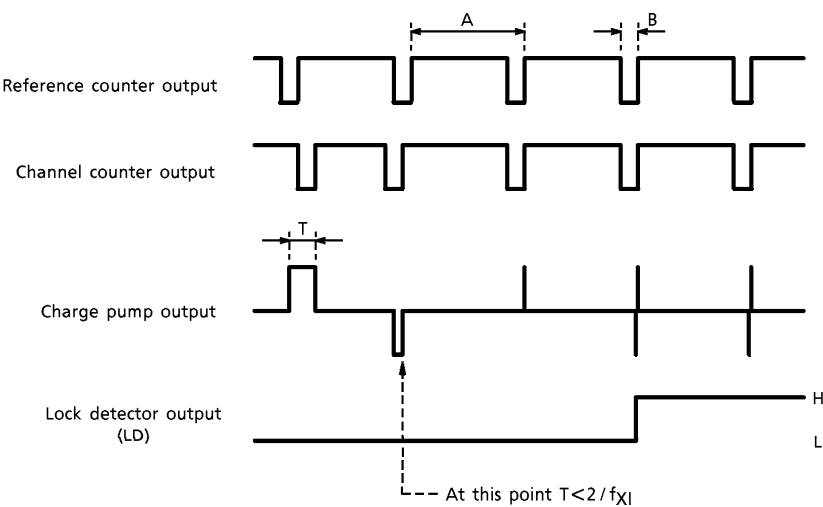 A
B
Reference counter output
Channel counter output
T
Charge pump output
Lock detector output
(LD)
H
L
At this point T<2/fXI